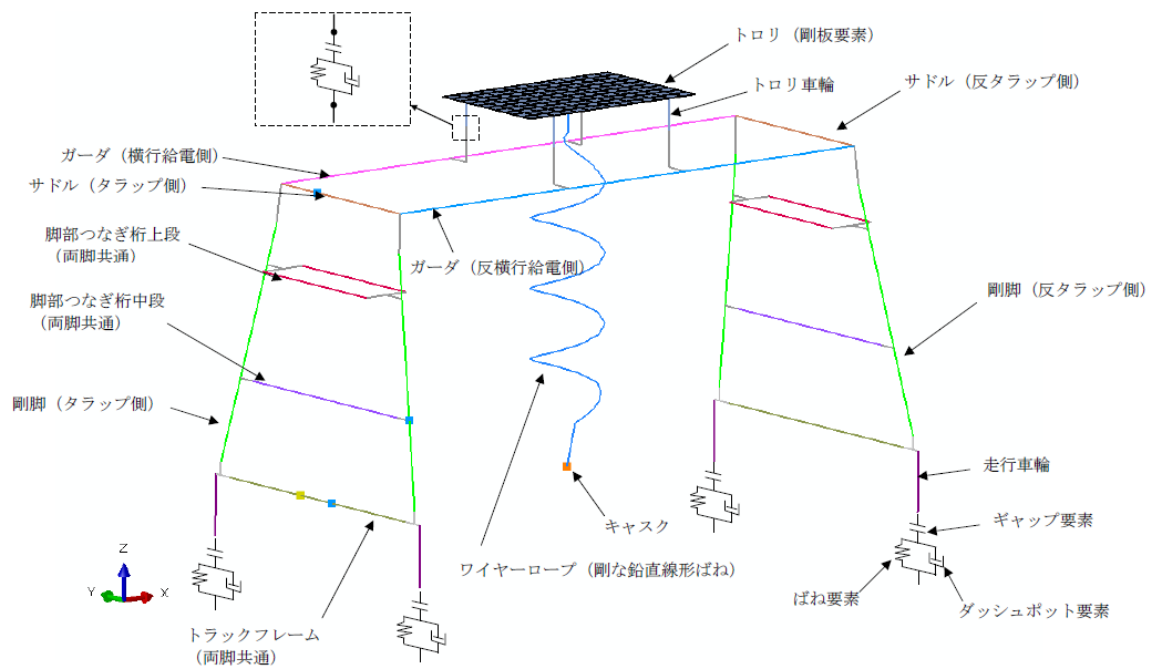 トロリ（剛板要素）
サドル（反タラップ側）
トロリ車輪
ガーダ（横行給電側）
サドル（タラップ側）
脚部つなぎ桁上段
（両脚共通）
ガーダ（反横行給電側）
脚部つなぎ桁中段
（両脚共通）
剛脚（反タラップ側）
剛脚（タラップ側）
走行車輪
キャスク
ギャップ要素
ワイヤーロープ（剛な鉛直線形ばね）
ばね要素
ダッシュポット要素
トラックフレーム
（両脚共通）
Z
Y
X